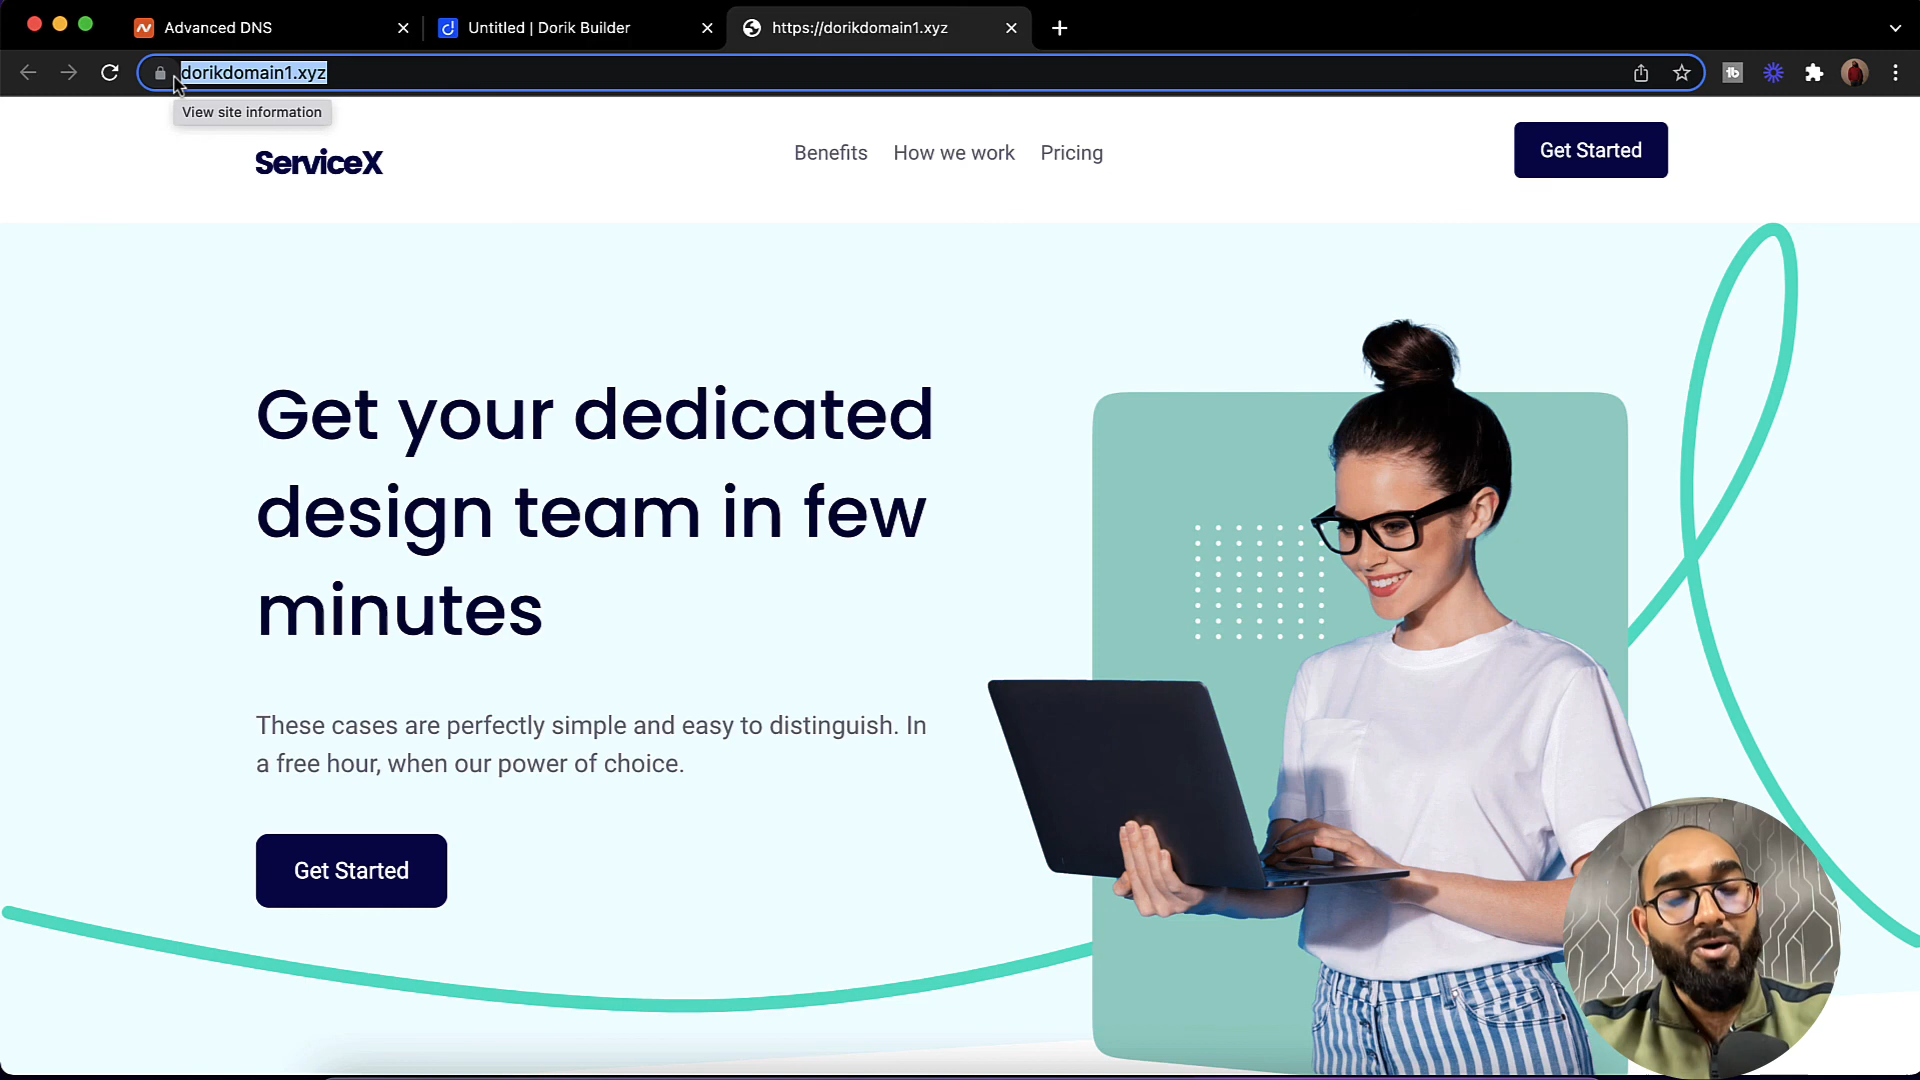 Advanced DNS
Untitled | Dorik Builder
https://dorikdomain1.xyz
dorikdomain1.xyz
View site information
ServiceX
Benefits
How we work
Pricing
Get Started
Get your dedicated
design team in few
minutes
These cases are perfectly simple and easy to distinguish. In
a free hour, when our power of choice.
Get Started